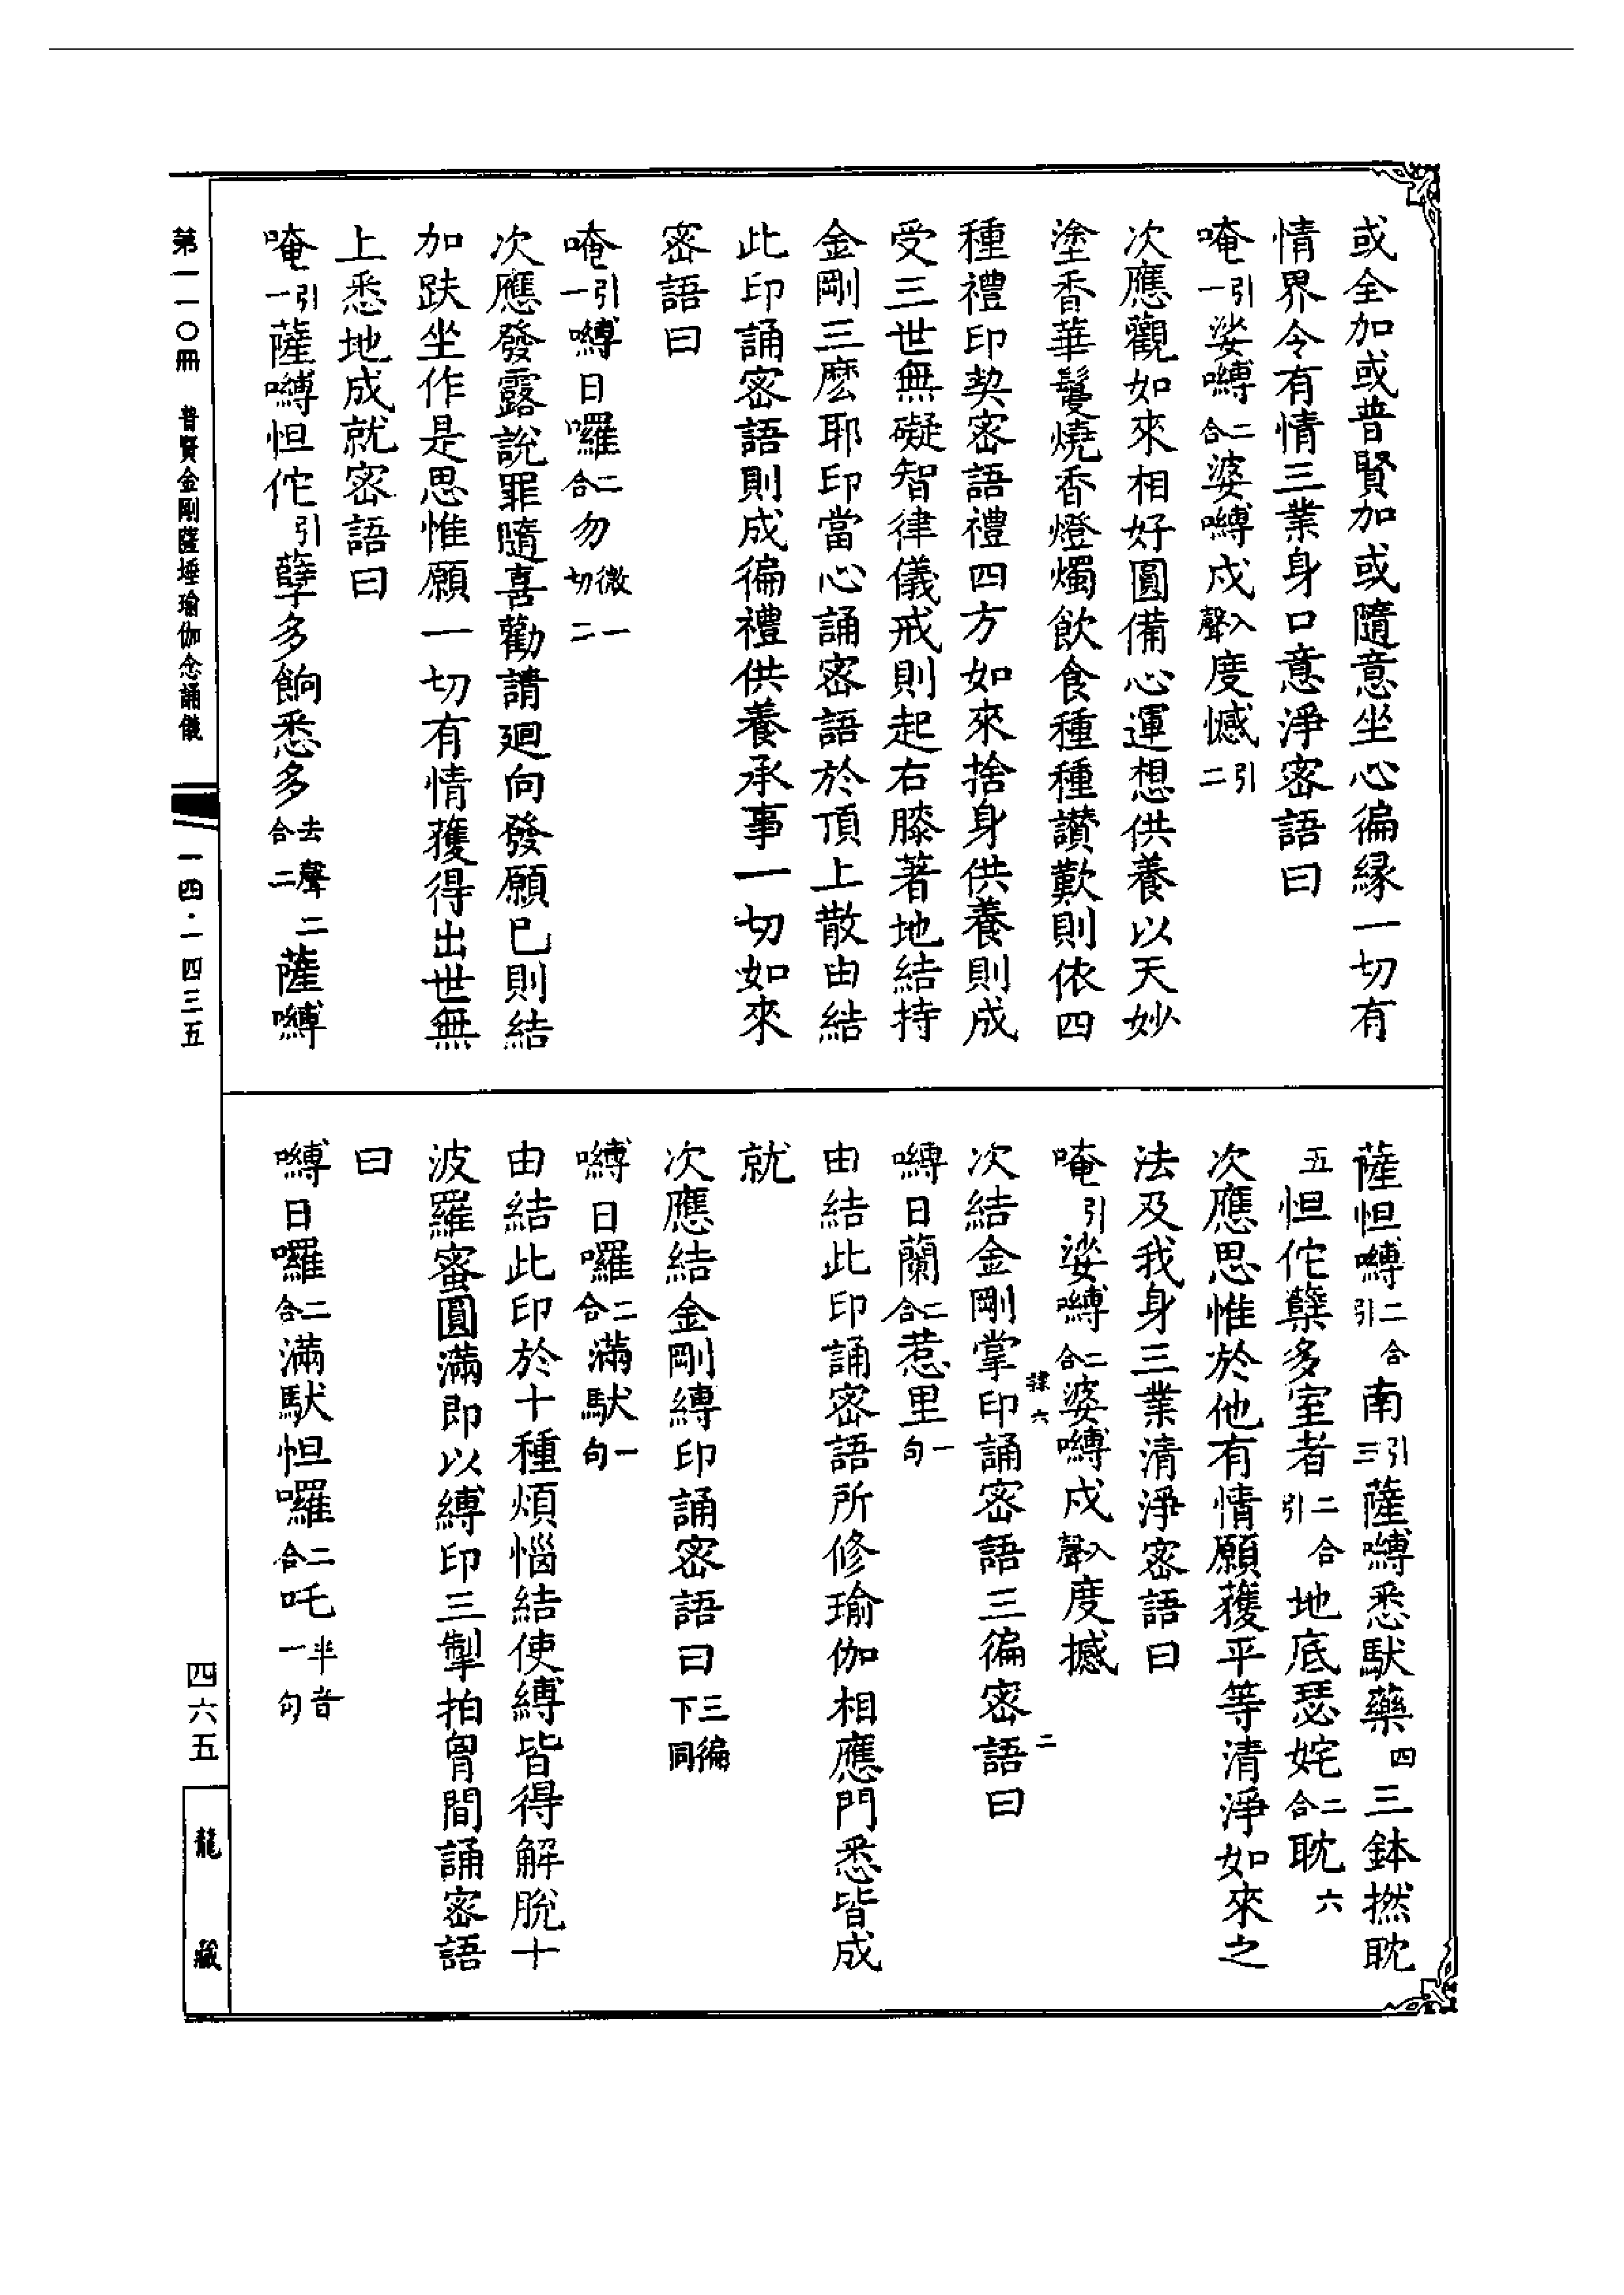 或全加或普賢加或隨意坐心徧緣一切有
情界令有情三業身口意淨密語曰
唵引一娑嚩二合婆嚩戍入聲度憾引二
次應觀如來相好圓備心運想供養以天妙
塗香華鬘燒香燈燭飲食種種讚歎則依四
種禮印契密語禮四方如來捨身供養則成
受三世無礙智律儀戒則起右膝著地結持
金剛三麼耶印當心誦密語於頂上散由結
此印誦密語則成徧禮供養承事一切如來
密語曰
唵引一嚩日囉二合勿微一切二
次應發露說罪隨喜勸請迴向發願已則結
加趺坐作是思惟願一切有情獲得出世無
上悉地成就密語曰
唵引一薩嚩怛佗引孽多餉悉多去聲二合二薩嚩
薩怛嚩二合引南引三薩嚩悉馱藥四三鉢撚耽
五怛佗蘖多室者二合引地底瑟姹二合耽六
次應思惟於他有情願獲平等清淨如來之
法及我身三業清淨密語曰
唵引娑嚩二合婆嚩戍入聲度撼
隸六 二
次結金剛掌印誦密語三徧密語曰
嚩日蘭二合惹里一句
由結此印誦密語所修瑜伽相應門悉皆成
就
次應結金剛縛印誦密語曰三徧下同
嚩日囉二合滿馱一句
由結此印於十種煩惱結使縛皆得解脫十
波羅蜜圓滿即以縛印三掣拍胷間誦密語
曰
嚩日囉二合滿馱怛囉二合吒半音一句
第一一〇冊 普賢金剛薩埵瑜伽念誦儀 一四·一四三五
四六五
龍藏